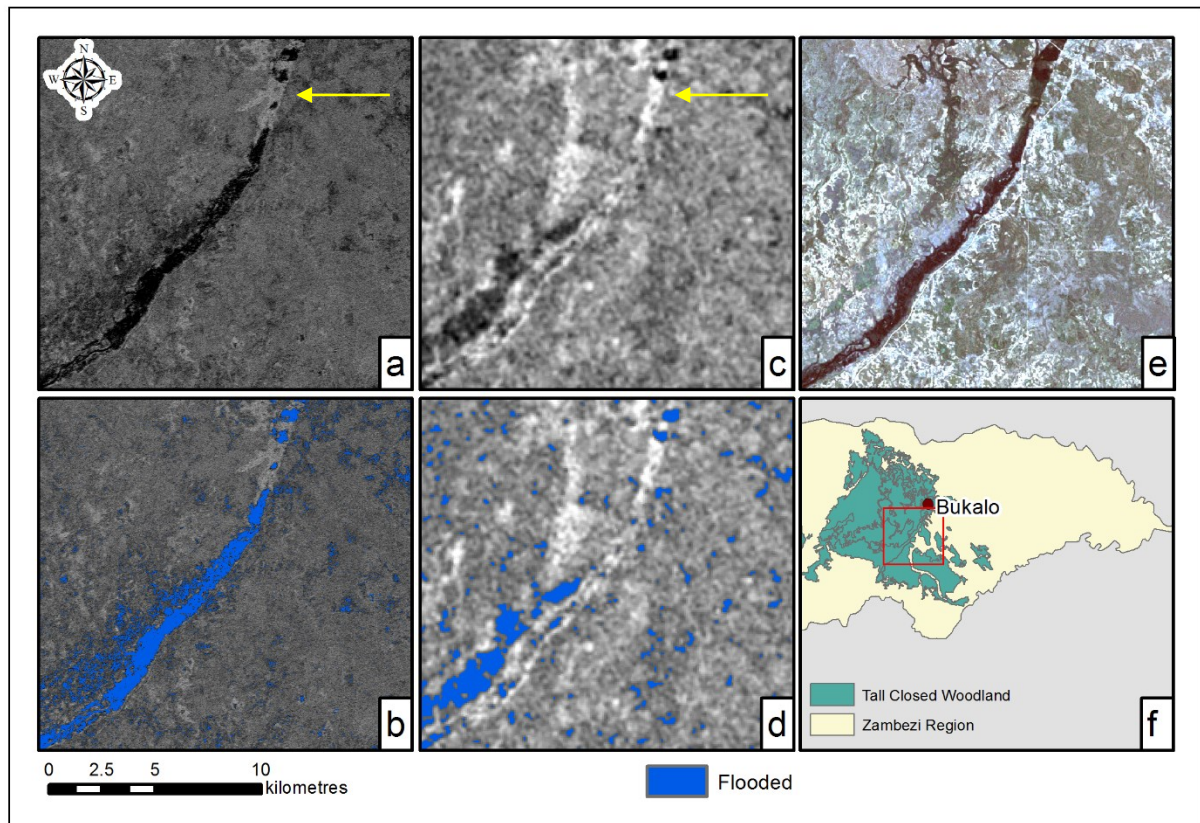 N
W E
S
a
c
e
b
d
Bukalo
Tall Closed Woodland
Zambezi Region
f
0 2.5 5 10
kilometres
Flooded